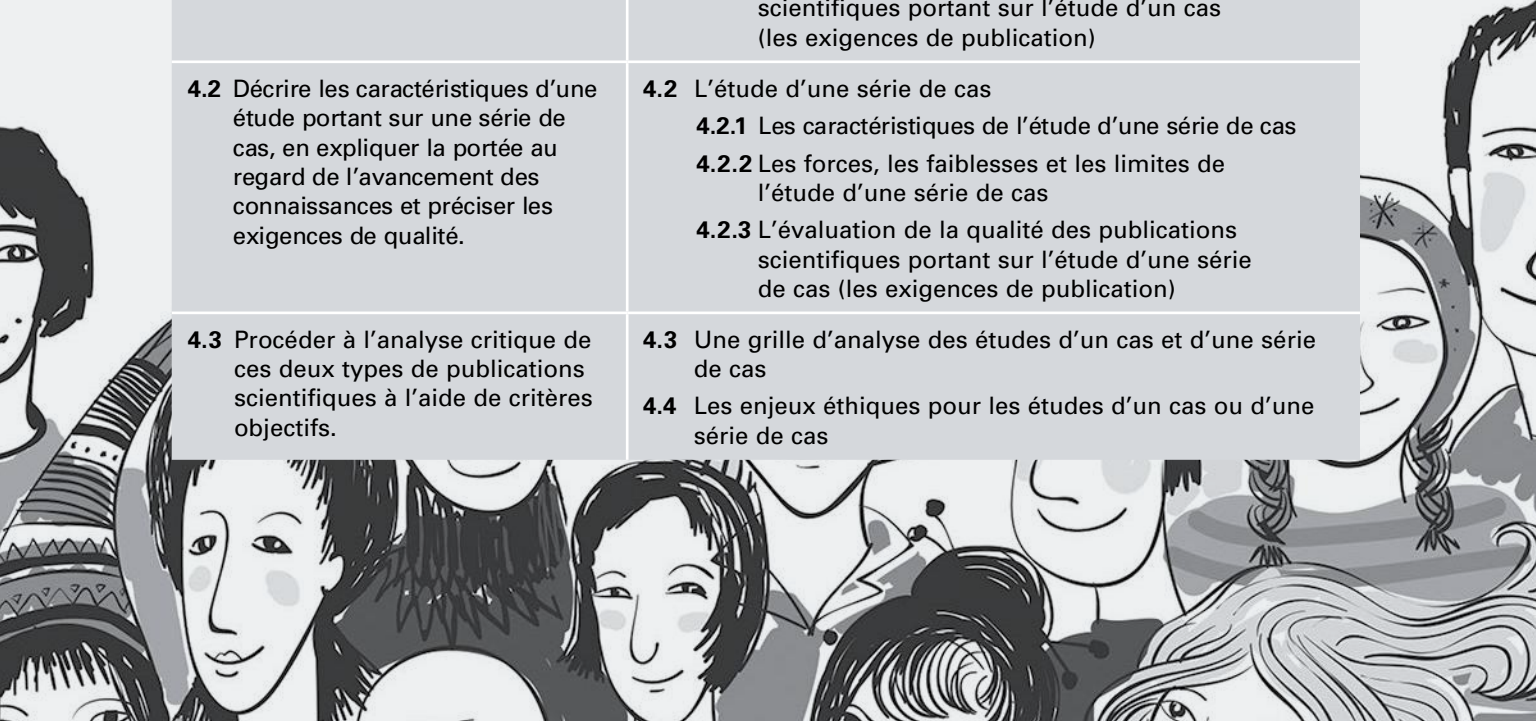 scientifiques portant sur l'étude d'un cas
(les exigences de publication)
4.2 Décrire les caractéristiques d'une
étude portant sur une série de
cas, en expliquer la portée au
regard de l'avancement des
connaissances et préciser les
exigences de qualité.
4.2 L'étude d'une série de cas
4.2.1 Les caractéristiques de l'étude d'une série de cas
4.2.2 Les forces, les faiblesses et les limites de
l'étude d'une série de cas
4.2.3 L'évaluation de la qualité des publications
scientifiques portant sur l'étude d'une série
de cas (les exigences de publication)
4.3 Procéder à l'analyse critique de
ces deux types de publications
scientifiques à l'aide de critères
objectifs.
4.3 Une grille d'analyse des études d'un cas et d'une série
de cas
4.4 Les enjeux éthiques pour les études d'un cas ou d'une
série de cas